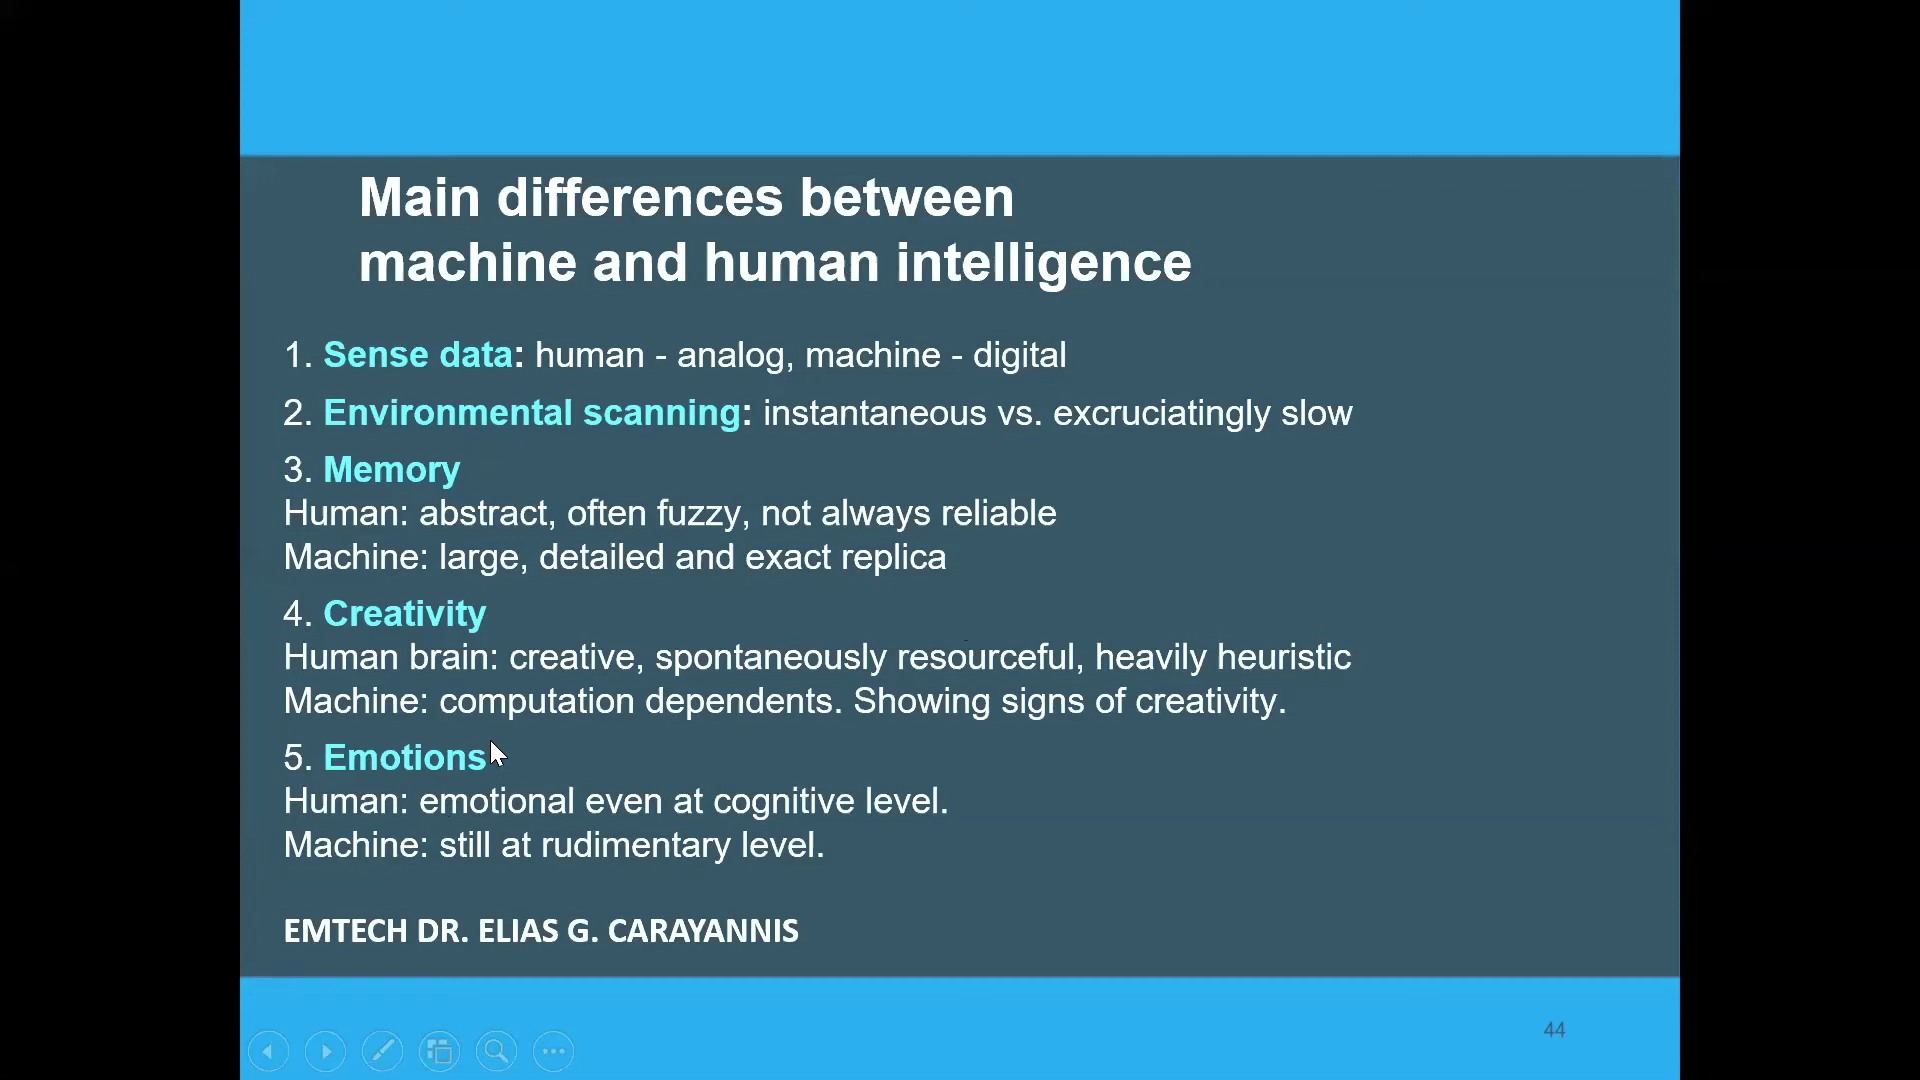 Main differences between
machine and human intelligence
1. Sense data: human - analog, machine - digital
2. Environmental scanning: instantaneous vs. excruciatingly slow
3. Memory
Human: abstract, often fuzzy, not always reliable
Machine: large, detailed and exact replica
4. Creativity
Human brain: creative, spontaneously resourceful, heavily heuristic
Machine: computation dependents. Showing signs of creativity.
5. Emotions
Human: emotional even at cognitive level.
Machine: still at rudimentary level.
EMTECH DR. ELIAS G. CARAYANNIS
44